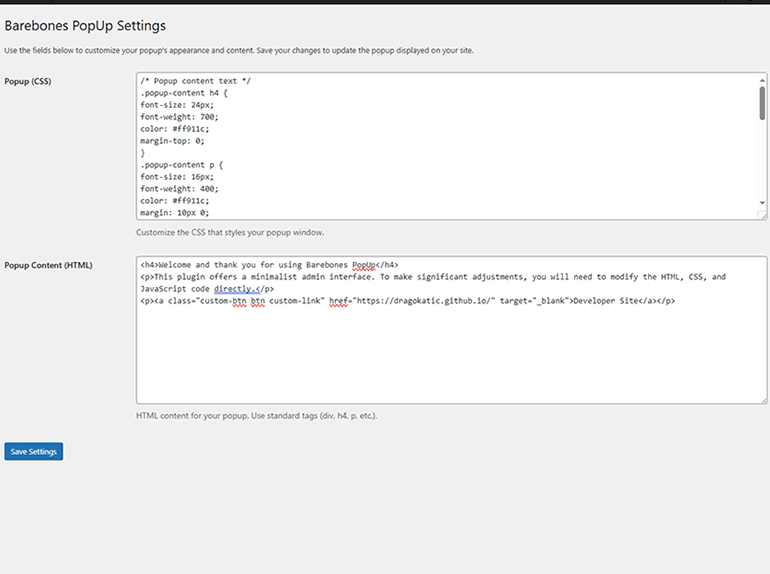 Barebones PopUp Settings
Use the fields below to customize your popup's appearance and content. Save your changes to update the popup displayed on your site.
Popup (CSS)
/* Popup content text */
.popup-content h4 {
font-size: 24px;
font-weight: 700;
color: #ff911c;
margin-top: 0;
}
.popup-content p {
font-size: 16px;
font-weight: 400;
color: #ff911c;
margin: 10px 0;
Customize the CSS that styles your popup window.
Popup Content (HTML)
<h4>Welcome and thank you for using Barebones PopUp</h4>
<p>This plugin offers a minimalist admin interface. To make significant adjustments, you will need to modify the HTML, CSS, and
JavaScript code directly.</p>
<p><a class="custom-btn btn custom-link" href="https://dragokatic.github.io/" target="_blank">Developer Site</a></p>
HTML content for your popup. Use standard tags (div, h4, p, etc.).
Save Settings